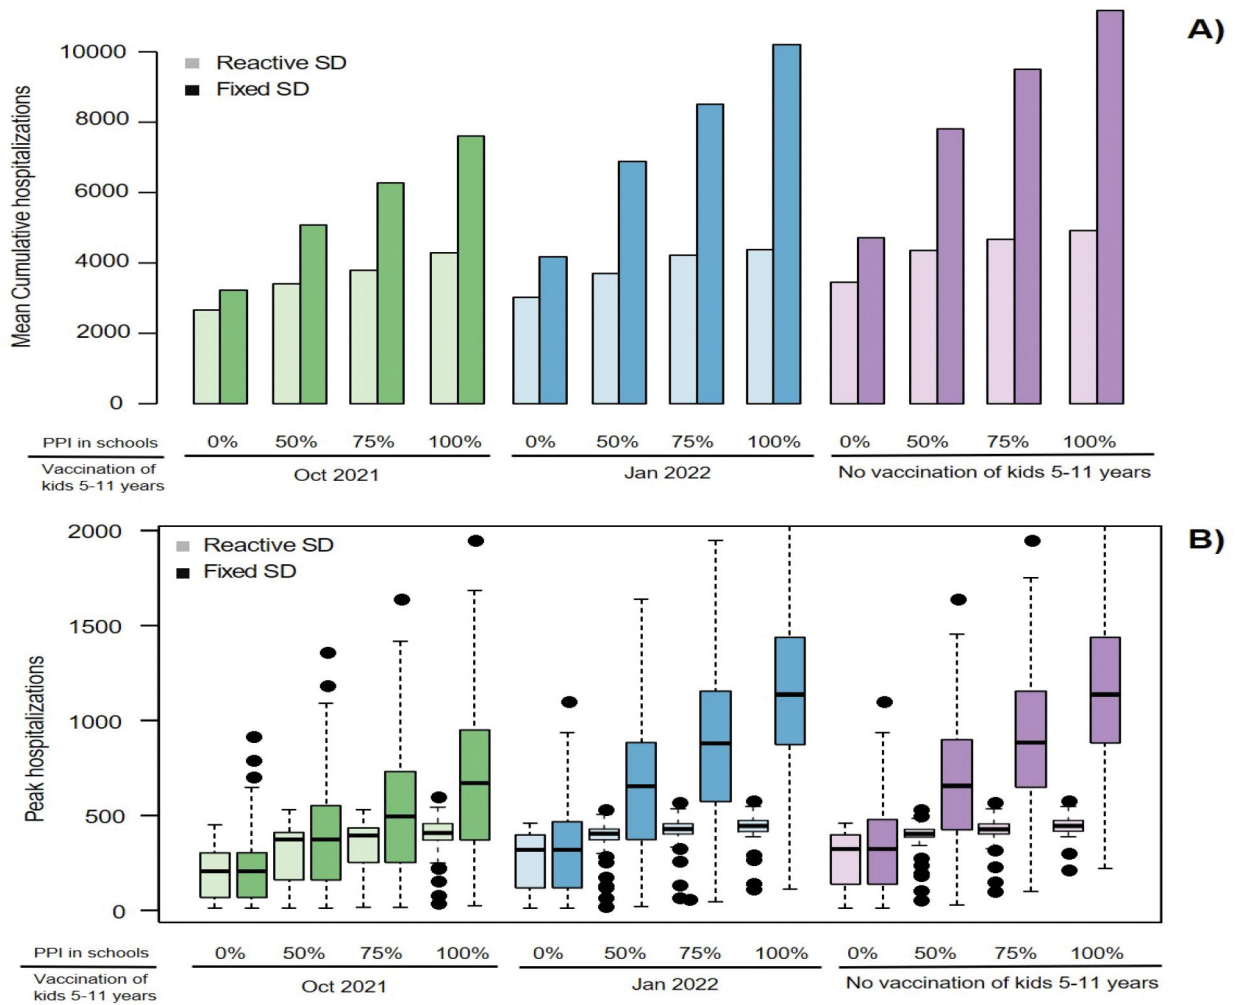 A)
10000
8000
6000
4000
2000
0
Mean Cumulative hospitalizations
Reactive SD
Fixed SD
PPI in schools 0% 50% 75% 100% 0% 50% 75% 100% 0% 50% 75% 100%
Vaccination of
kids 5-11 years
Oct 2021 Jan 2022 No vaccination of kids 5-11 years
B)
2000
1500
1000
500
0
Peak hospitalizations
Reactive SD
Fixed SD
PPI in schools 0% 50% 75% 100% 0% 50% 75% 100% 0% 50% 75% 100%
Vaccination of
kids 5-11 years
Oct 2021 Jan 2022 No vaccination of kids 5-11 years